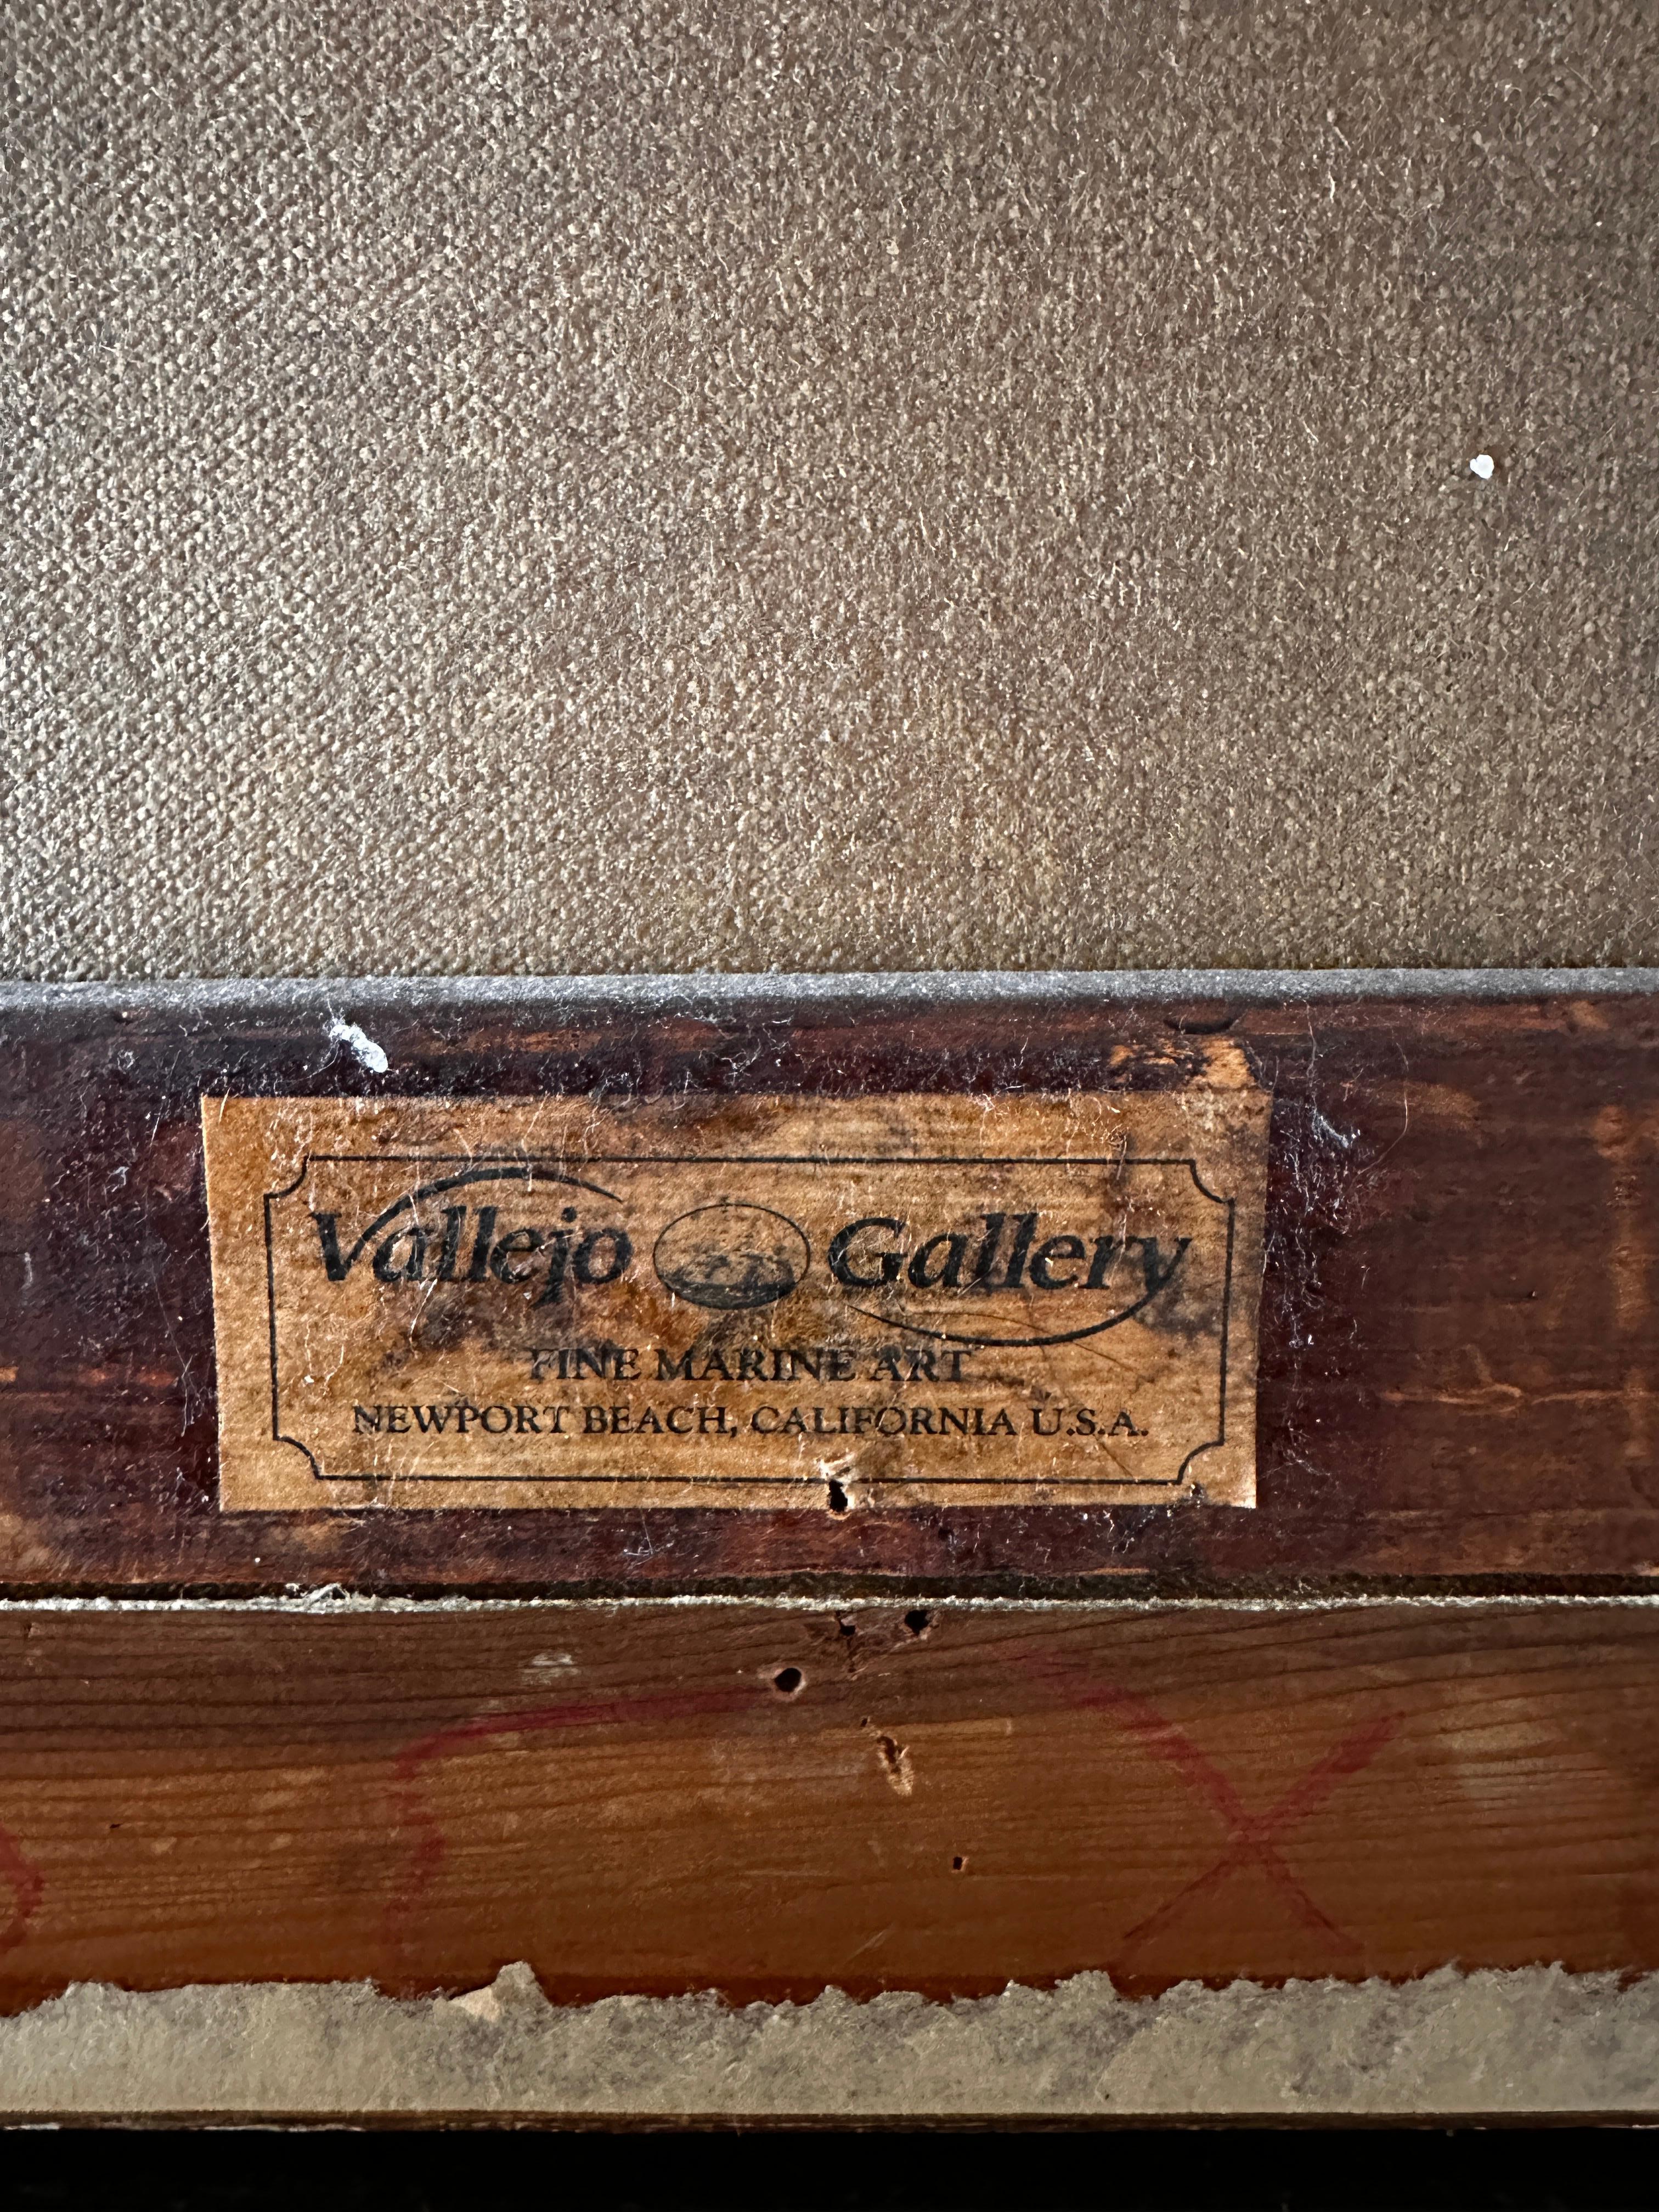 Vallejo Gallery
FINE MARINE ART
NEWPORT BEACH, CALIFORNIA U.S.A.
X